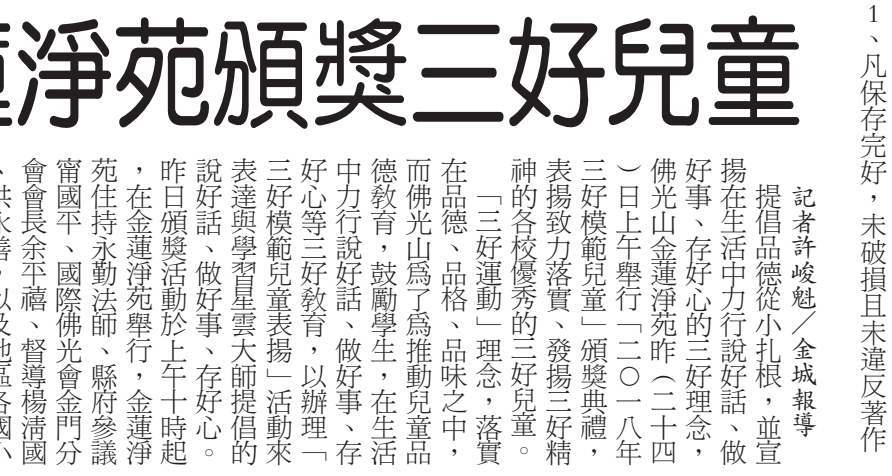 1、凡保存完好，未破損且未違反著作
淨苑頒獎三好兒童
記者許峻魁／金城報導
提倡品德從小扎根，並宣
揚在生活中力行說好話、做
好事、存好心的三好理念，
佛光山金蓮淨苑昨（二十四
）日上午舉行「二〇一八年
三好模範兒童」頒獎典禮，
表揚致力落實、發揚三好精
神的各校優秀的三好兒童。
「三好運動」理念，落實
在品德、品格、品味之中，
而佛光山為了為推動兒童品
德教育，鼓勵學生，在生活
中力行說好話、做好事、存
好心等三好教育，以辦理「
三好模範兒童表揚」活動來
表達與學習星雲大師提倡的
說好話、做好事、存好心。
昨日頒獎活動於上午十時起
，在金蓮淨苑舉行，金蓮淨
苑住持永勤法師、縣府參議
甯國平、國際佛光會金門分
會會長余平禧、督導楊清國